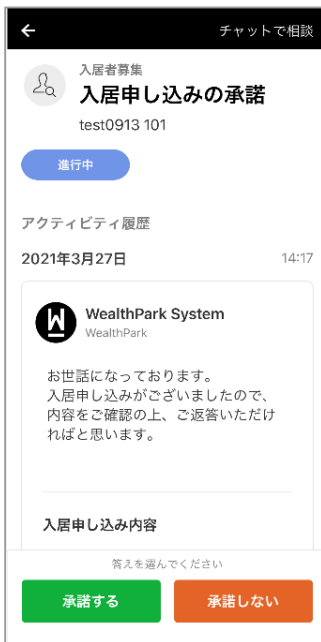 チャットで相談
入居者募集
入居申し込みの承諾
test0913 101
進行中
アクティビティ履歴
2021年3月27日 14:17
WealthPark System
WealthPark
お世話になっております。
入居申し込みがございましたので、
内容をご確認の上、ご返答いただけ
ればと思います。
入居申し込み内容
答えを選んでください
承諾する 承諾しない